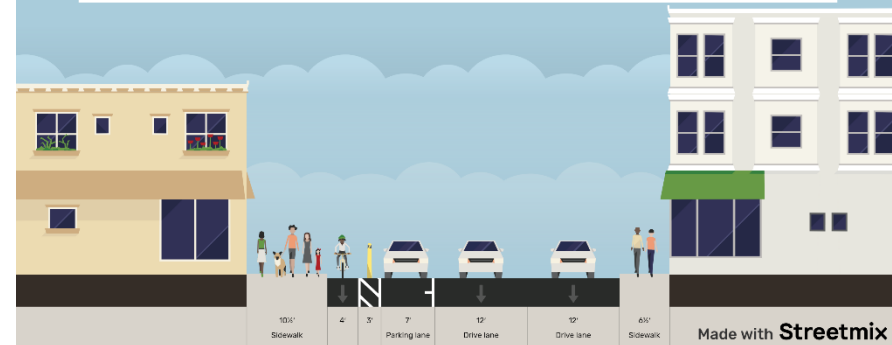 10½' 4' 3' 7' 12' 12' 6½'
Sidewalk Parking lane Drive lane Drive lane Sidewalk
Made with Streetmix